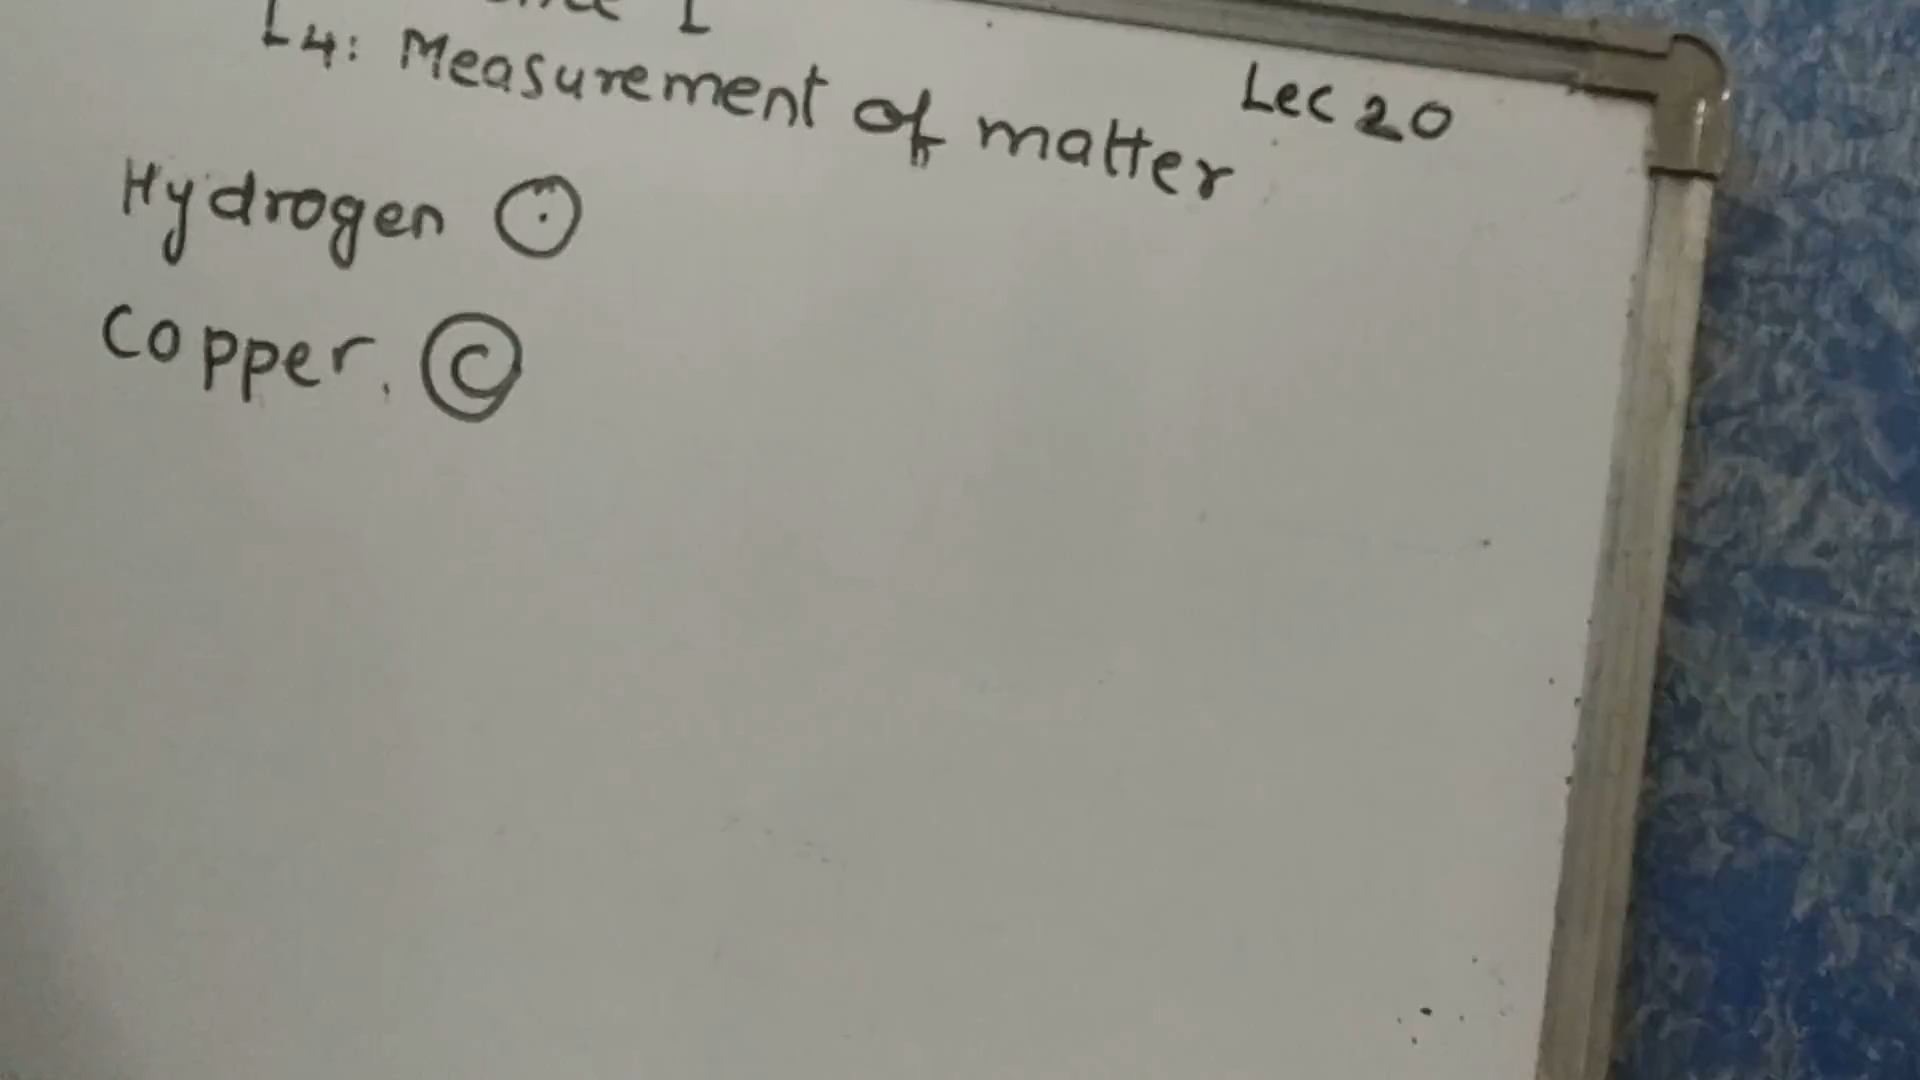 L4: Measurement of matter
Lec 20
Hydrogen ⊙
Copper. ©